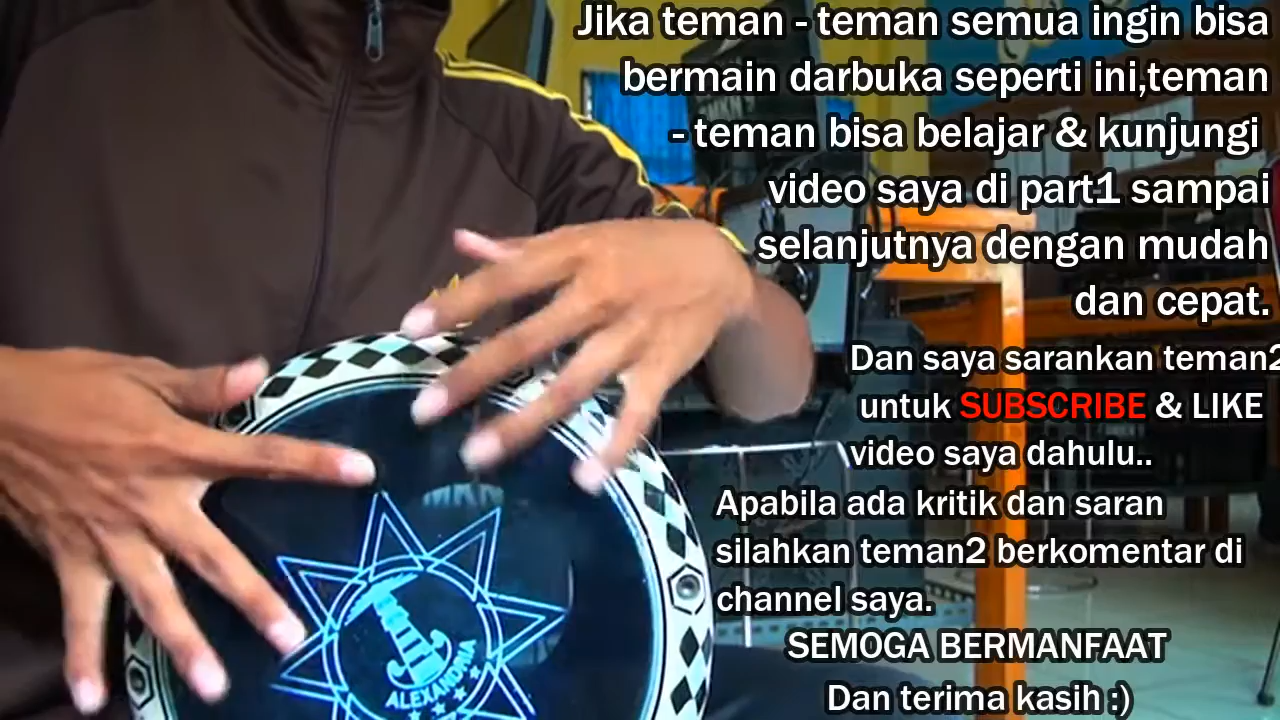 Jika teman - teman semua ingin bisa
bermain darbuka seperti ini,teman
- teman bisa belajar & kunjungi
video saya di part1 sampai
selanjutnya dengan mudah
dan cepat.
Dan saya sarankan teman2
untuk SUBSCRIBE & LIKE
video saya dahulu..
Apabila ada kritik dan saran
silahkan teman2 berkomentar di
channel saya.
SEMOGA BERMANFAAT
Dan terima kasih :)
ALEXANDRIA